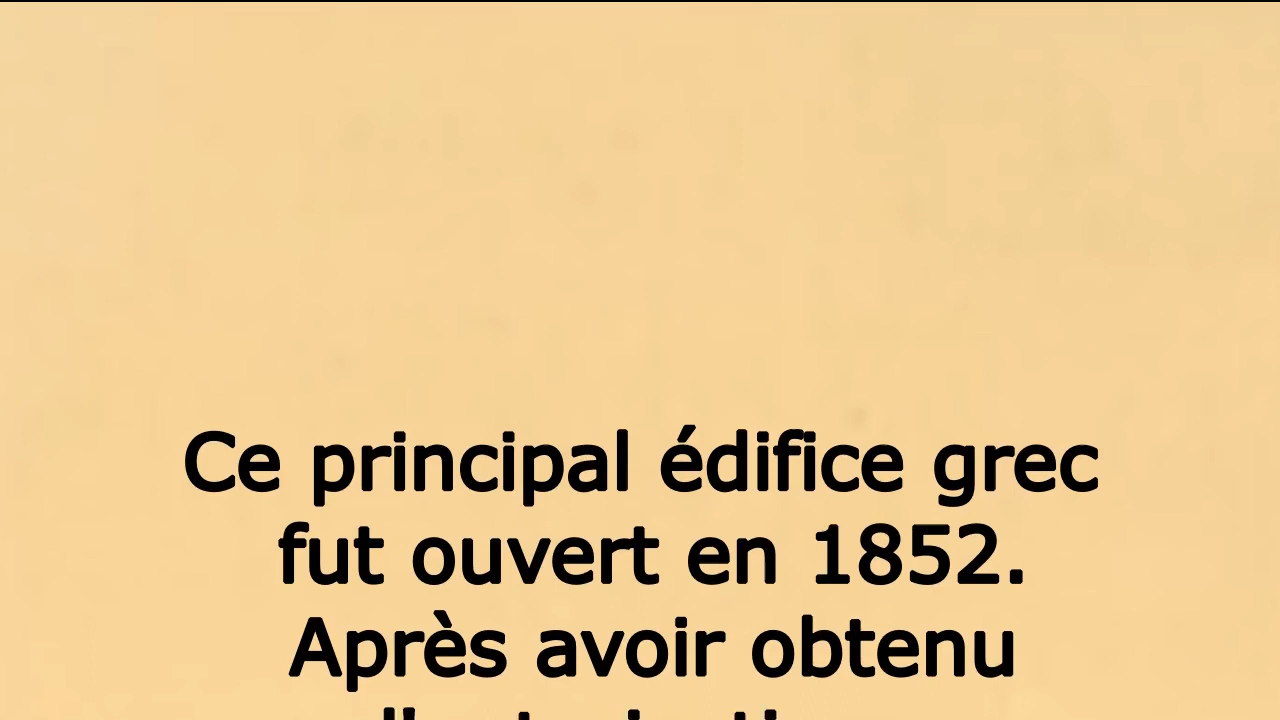 Ce principal édifice grec
fut ouvert en 1852.
Après avoir obtenu